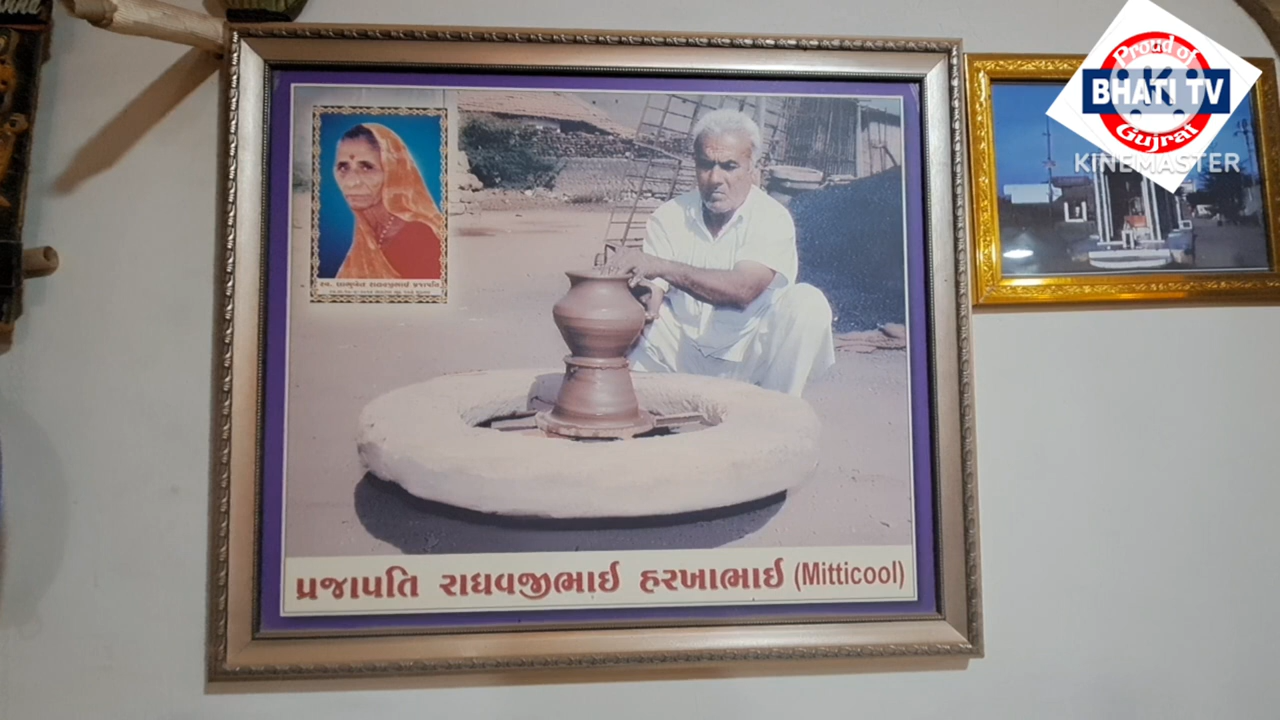 Proud of
BHATI TV
K
Gujrat
KINEMASTER
સ્વ.
પ્રજાપતિ રાઘવજીભાઈ હરખાભાઈ (Mitticool)